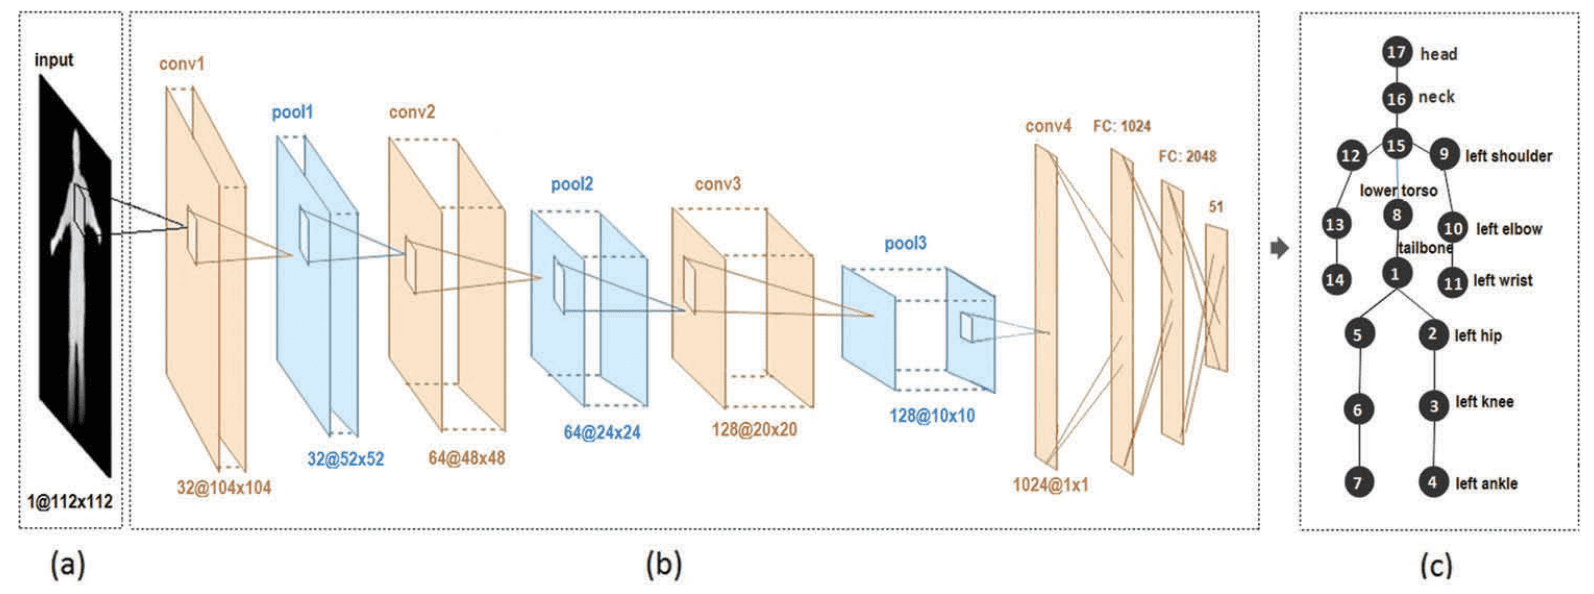 input
1@112x112
(a)
conv1
32@104x104
pool1
32@52x52
conv2
64@48x48
pool2
64@24x24
conv3
128@20x20
pool3
128@10x10
conv4
1024@1x1
FC: 1024
FC: 2048
51
(b)
17 head
16 neck
12 15 9 left shoulder
lower torso
13 8 10 left elbow
tailbone
14 1 11 left wrist
5 2 left hip
6 3 left knee
7 4 left ankle
(c)